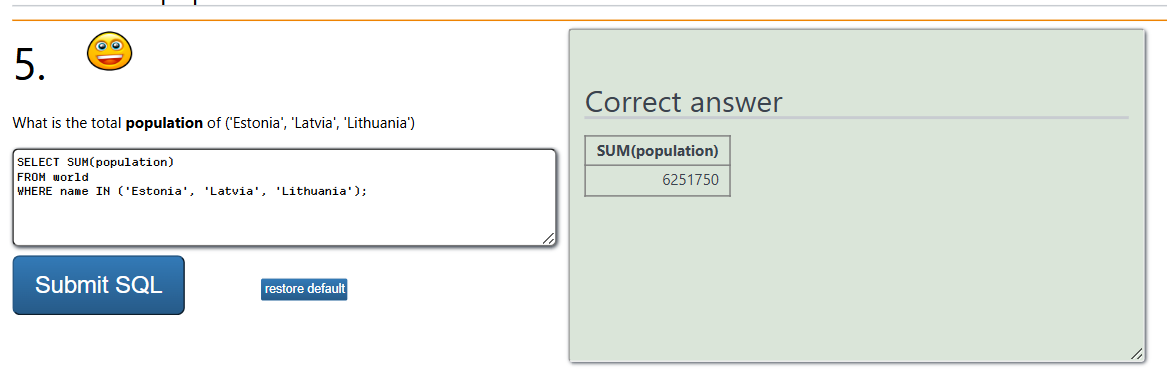 5.
What is the total population of ('Estonia', 'Latvia', 'Lithuania')
SELECT SUM(population)
FROM world
WHERE name IN ('Estonia', 'Latvia', 'Lithuania');
Submit SQL
restore default
Correct answer
SUM(population)
6251750